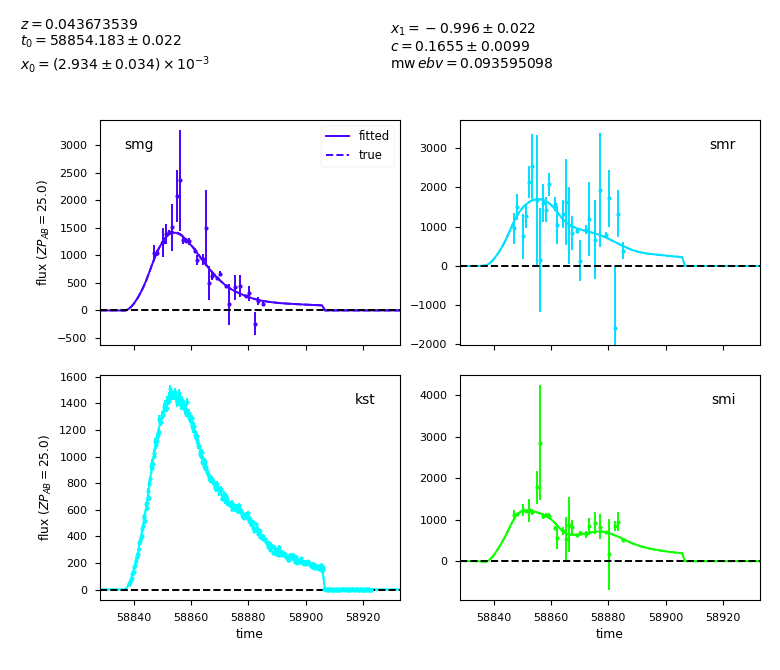 z = 0.043673539
t₀ = 58854.183 ± 0.022
x₀ = (2.934 ± 0.034) × 10⁻³
x₁ = −0.996 ± 0.022
c = 0.1655 ± 0.0099
mw ebv = 0.093595098
smg
fitted
true
3000
2500
2000
1500
1000
500
0
−500
flux (ZP_AB = 25.0)
smr
3000
2000
1000
0
−1000
−2000
kst
1600
1400
1200
1000
800
600
400
200
0
flux (ZP_AB = 25.0)
58840 58860 58880 58900 58920
time
smi
4000
3000
2000
1000
0
58840 58860 58880 58900 58920
time